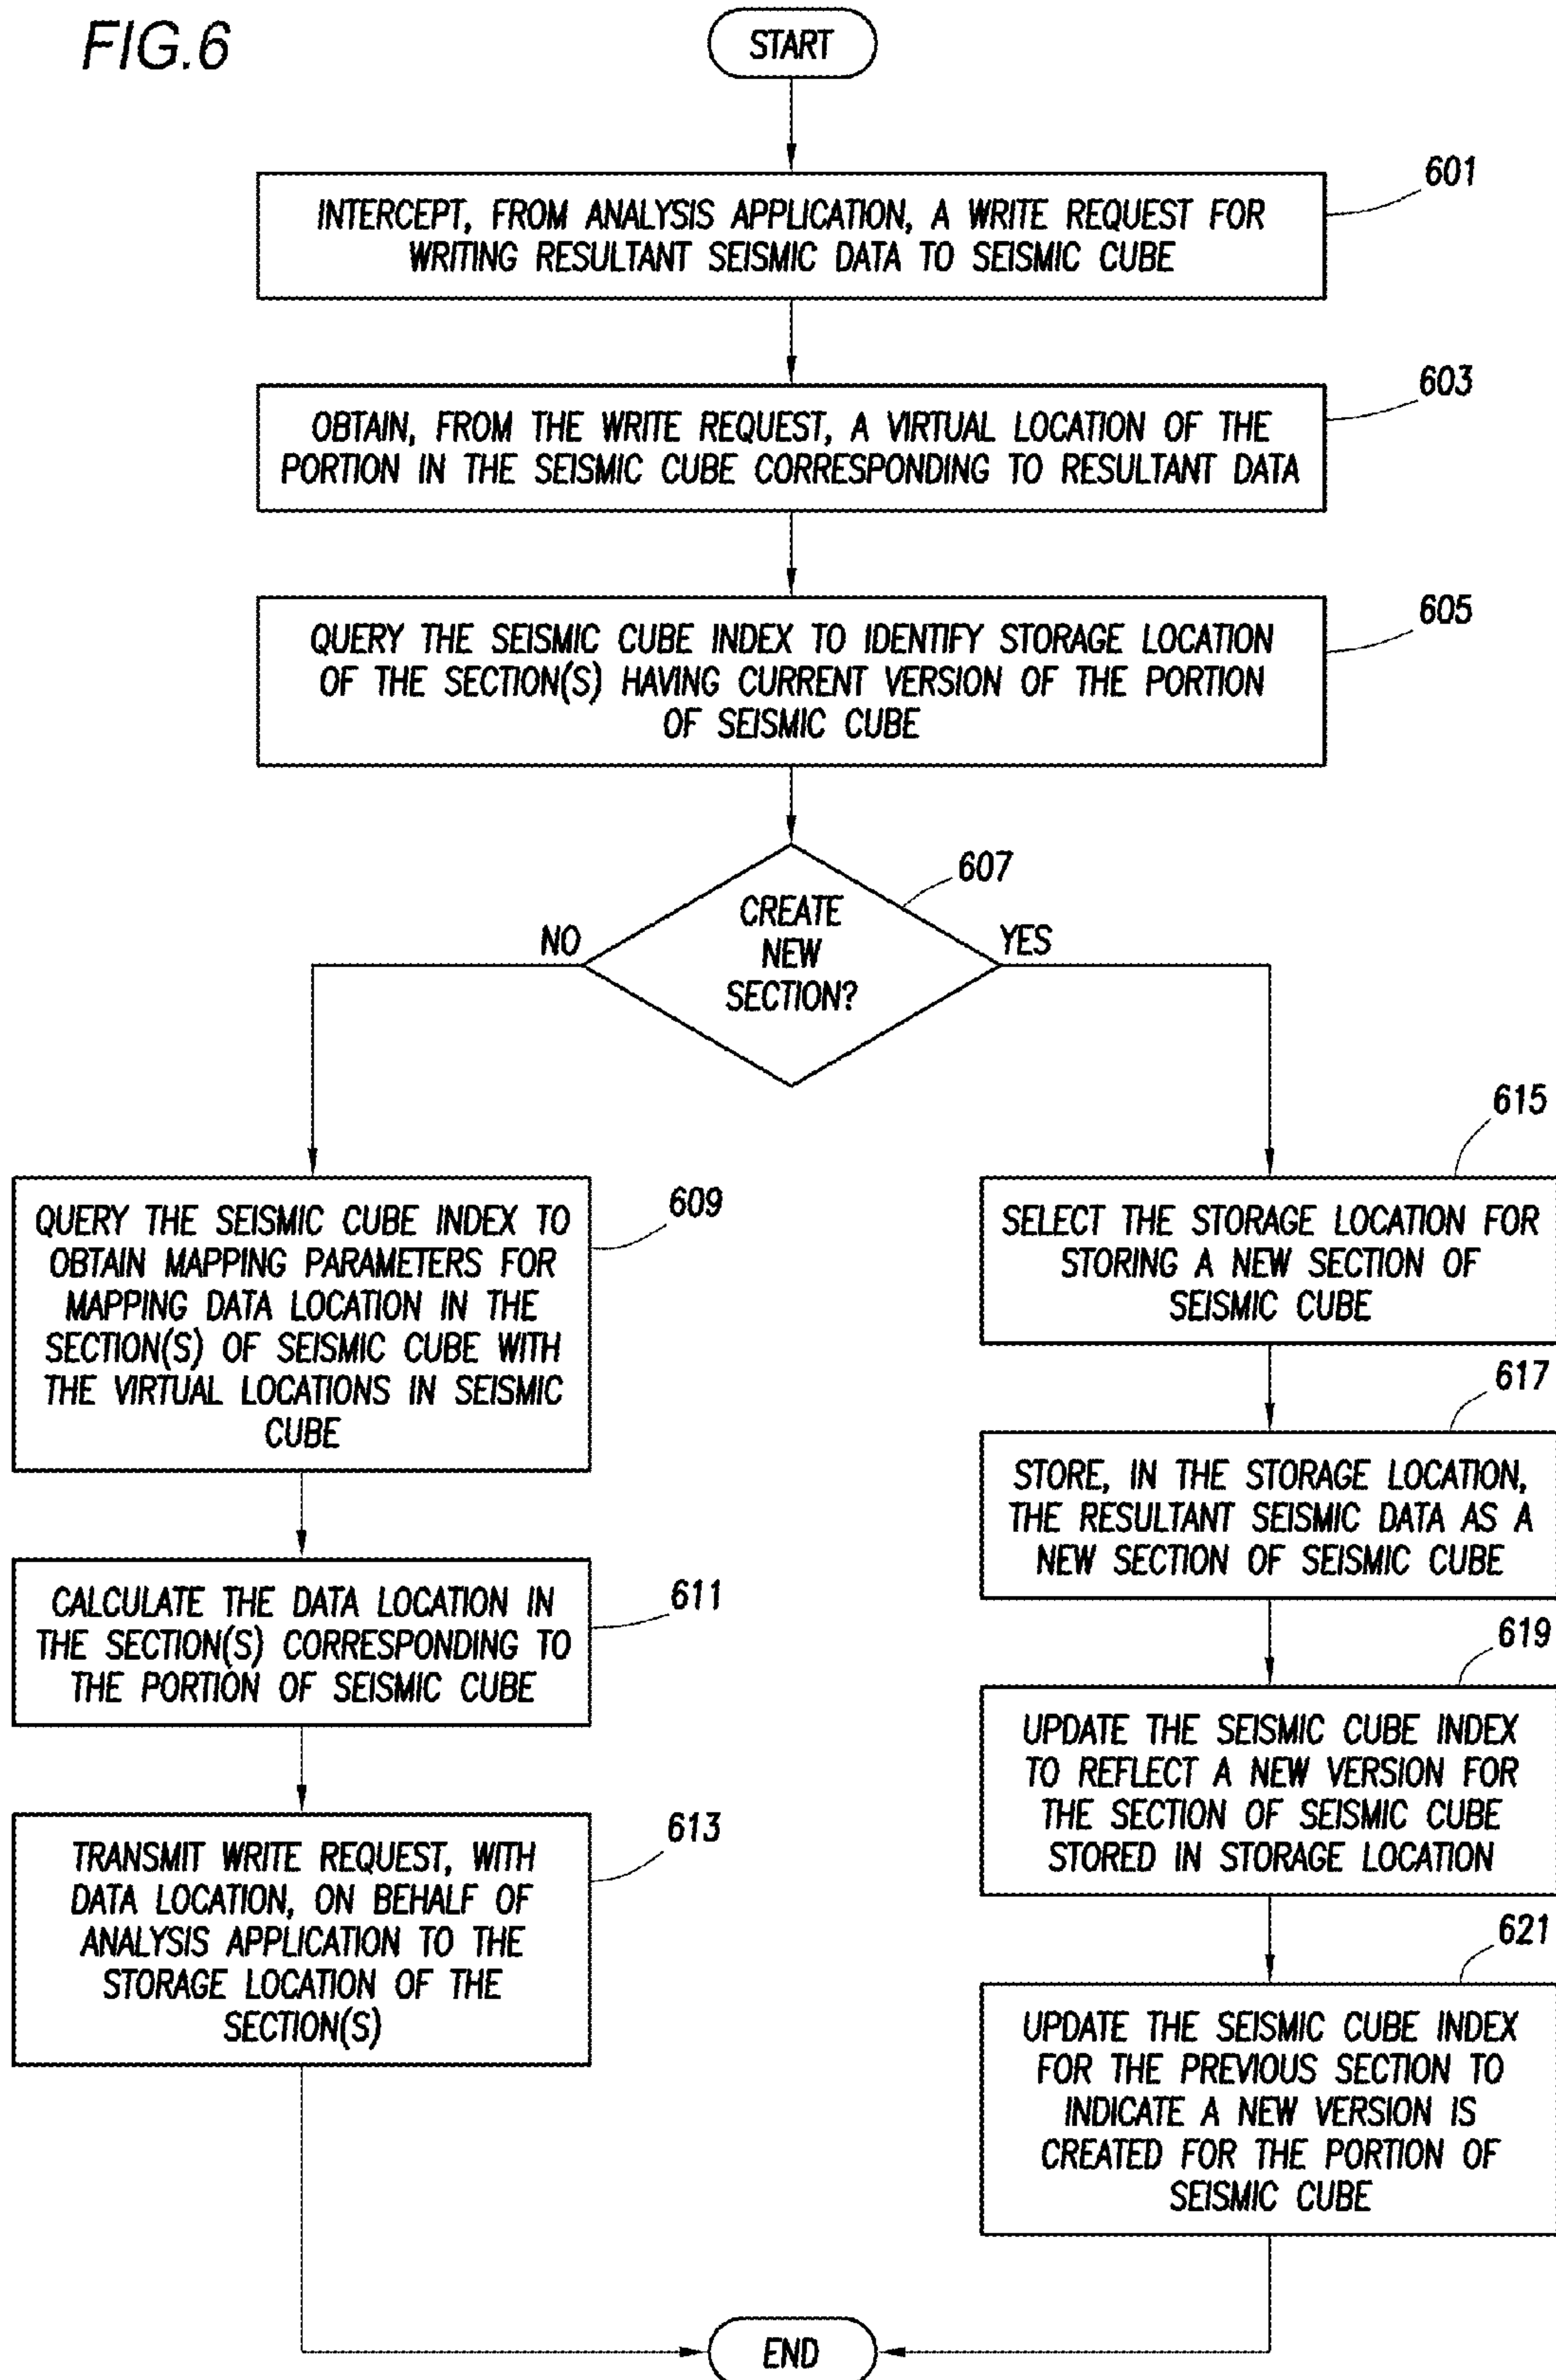 FIG.6
START
601
INTERCEPT, FROM ANALYSIS APPLICATION, A WRITE REQUEST FOR
WRITING RESULTANT SEISMIC DATA TO SEISMIC CUBE
603
OBTAIN, FROM THE WRITE REQUEST, A VIRTUAL LOCATION OF THE
PORTION IN THE SEISMIC CUBE CORRESPONDING TO RESULTANT DATA
605
QUERY THE SEISMIC CUBE INDEX TO IDENTIFY STORAGE LOCATION
OF THE SECTION(S) HAVING CURRENT VERSION OF THE PORTION
OF SEISMIC CUBE
607
CREATE
NEW
SECTION?
NO
YES
609
QUERY THE SEISMIC CUBE INDEX TO
OBTAIN MAPPING PARAMETERS FOR
MAPPING DATA LOCATION IN THE
SECTION(S) OF SEISMIC CUBE WITH
THE VIRTUAL LOCATIONS IN SEISMIC
CUBE
611
CALCULATE THE DATA LOCATION IN
THE SECTION(S) CORRESPONDING TO
THE PORTION OF SEISMIC CUBE
613
TRANSMIT WRITE REQUEST, WITH
DATA LOCATION, ON BEHALF OF
ANALYSIS APPLICATION TO THE
STORAGE LOCATION OF THE
SECTION(S)
615
SELECT THE STORAGE LOCATION FOR
STORING A NEW SECTION OF
SEISMIC CUBE
617
STORE, IN THE STORAGE LOCATION,
THE RESULTANT SEISMIC DATA AS A
NEW SECTION OF SEISMIC CUBE
619
UPDATE THE SEISMIC CUBE INDEX
TO REFLECT A NEW VERSION FOR
THE SECTION OF SEISMIC CUBE
STORED IN STORAGE LOCATION
621
UPDATE THE SEISMIC CUBE INDEX
FOR THE PREVIOUS SECTION TO
INDICATE A NEW VERSION IS
CREATED FOR THE PORTION OF
SEISMIC CUBE
END